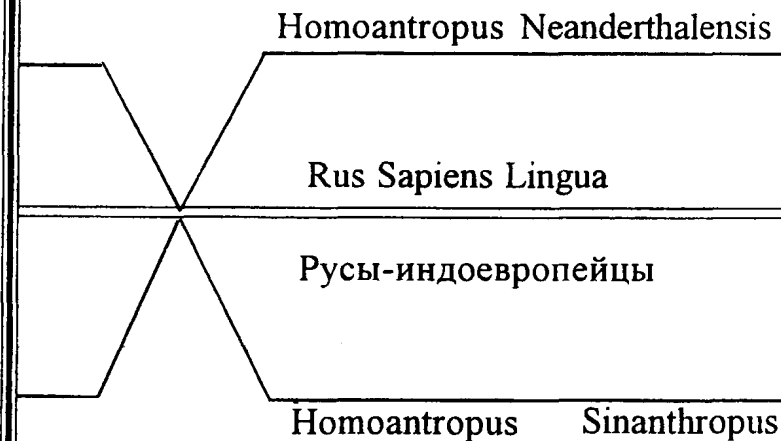 Homoantropus Neanderthalensis
Rus Sapiens Lingua
Русы-индоевропейцы
Homoantropus Sinanthropus